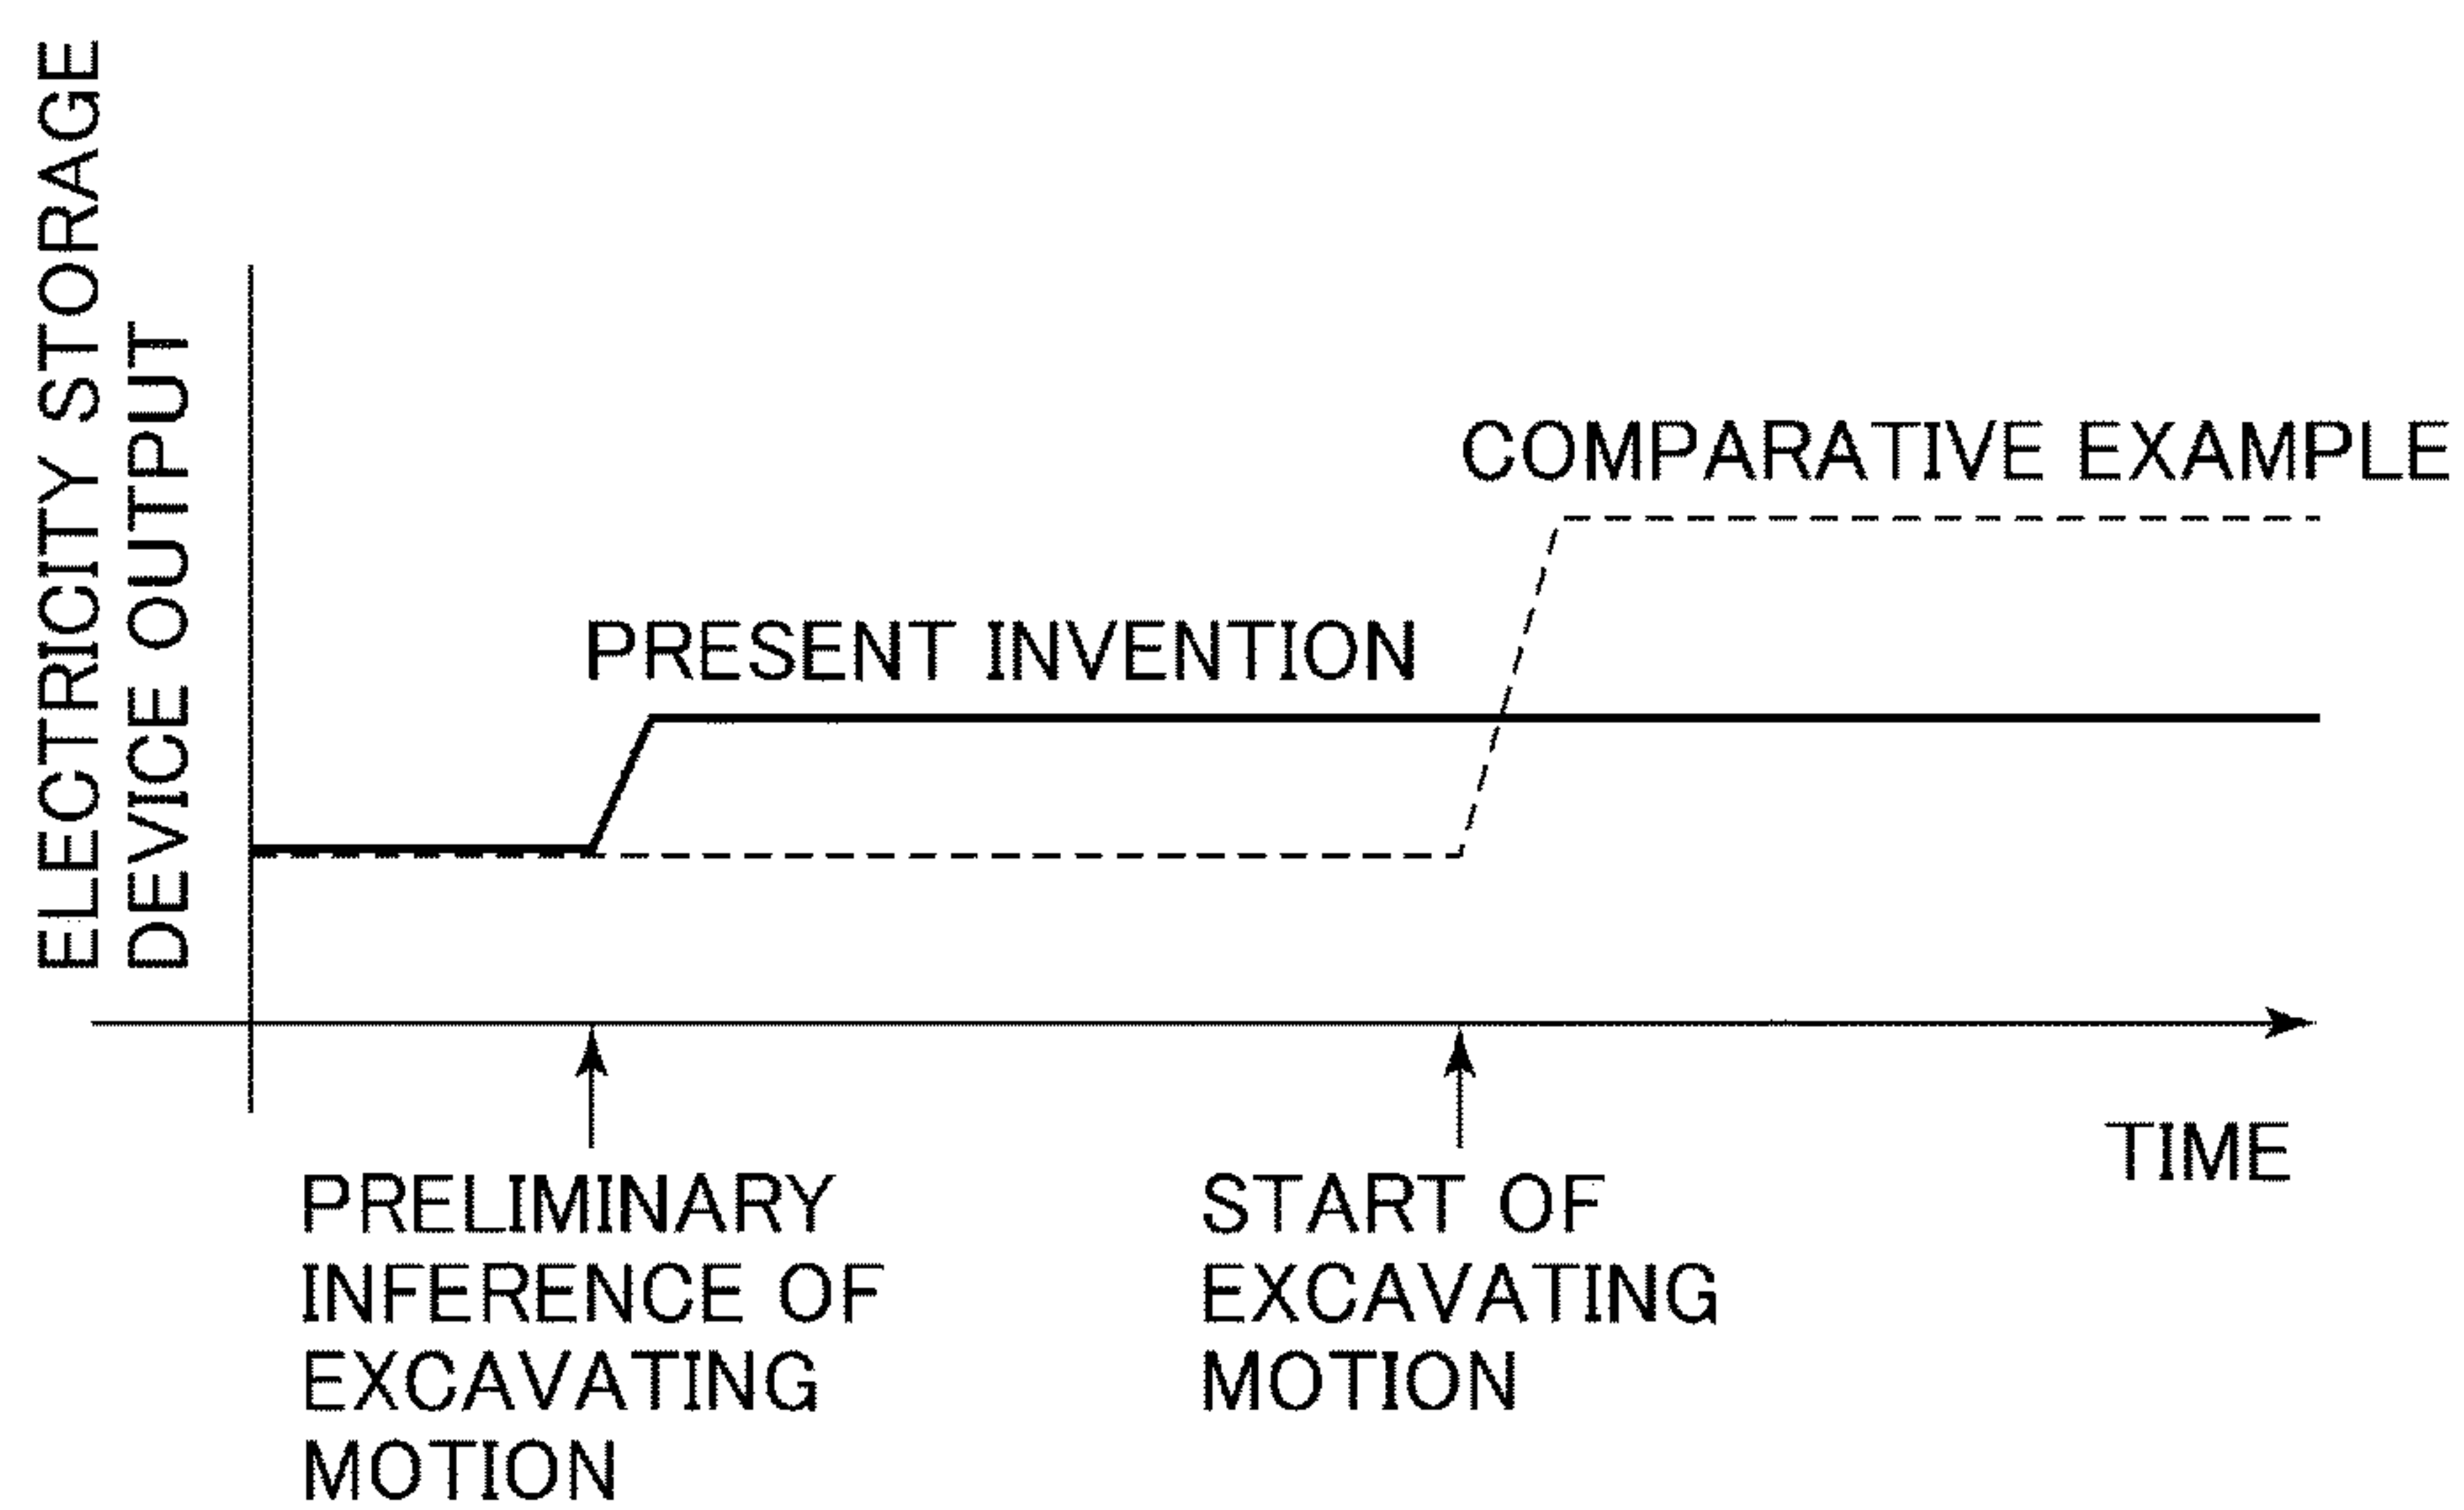 ELECTRICITY STORAGE
DEVICE OUTPUT
COMPARATIVE EXAMPLE
PRESENT INVENTION
TIME
PRELIMINARY
INFERENCE OF
EXCAVATING
MOTION
START OF
EXCAVATING
MOTION